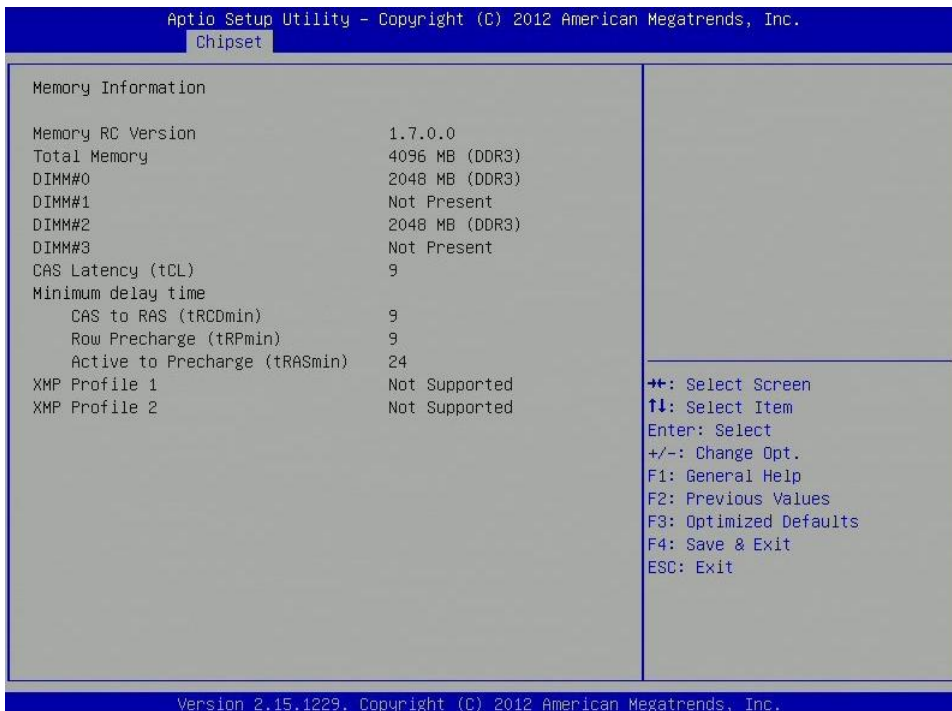 Aptio Setup Utility – Copyright (C) 2012 American Megatrends, Inc.
Chipset
Memory Information
Memory RC Version 1.7.0.0
Total Memory 4096 MB (DDR3)
DIMM#0 2048 MB (DDR3)
DIMM#1 Not Present
DIMM#2 2048 MB (DDR3)
DIMM#3 Not Present
CAS Latency (tCL) 9
Minimum delay time
CAS to RAS (tRCDmin) 9
Row Precharge (tRPmin) 9
Active to Precharge (tRASmin) 24
XMP Profile 1 Not Supported
XMP Profile 2 Not Supported
→←: Select Screen
↑↓: Select Item
Enter: Select
+/-: Change Opt.
F1: General Help
F2: Previous Values
F3: Optimized Defaults
F4: Save & Exit
ESC: Exit
Version 2.15.1229. Copyright (C) 2012 American Megatrends, Inc.